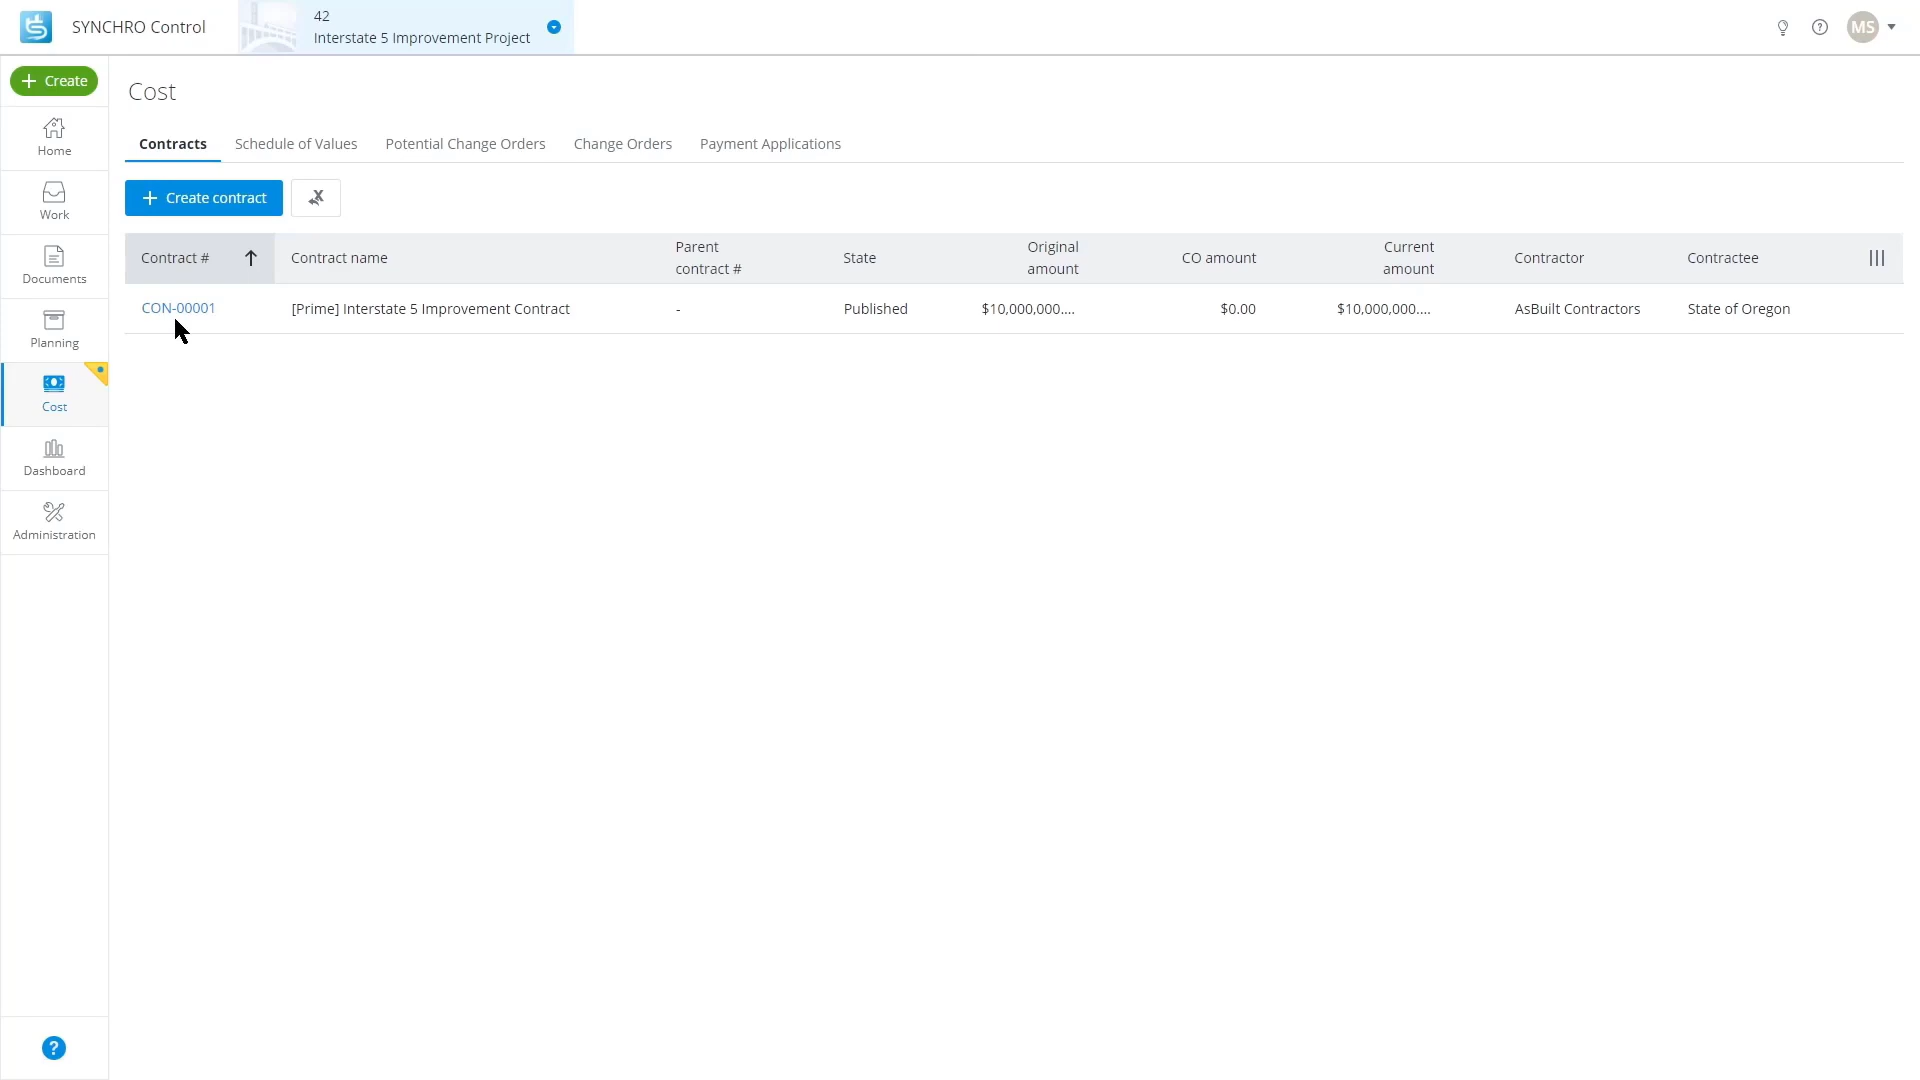 SYNCHRO Control
42
Interstate 5 Improvement Project
MS
Create
Home
Work
Documents
Planning
Cost
Dashboard
Administration
Cost
Contracts Schedule of Values Potential Change Orders Change Orders Payment Applications
Create contract
Contract # Contract name Parent contract # State Original amount CO amount Current amount Contractor Contractee
CON-00001 [Prime] Interstate 5 Improvement Contract - Published $10,000,000.... $0.00 $10,000,000.... AsBuilt Contractors State of Oregon